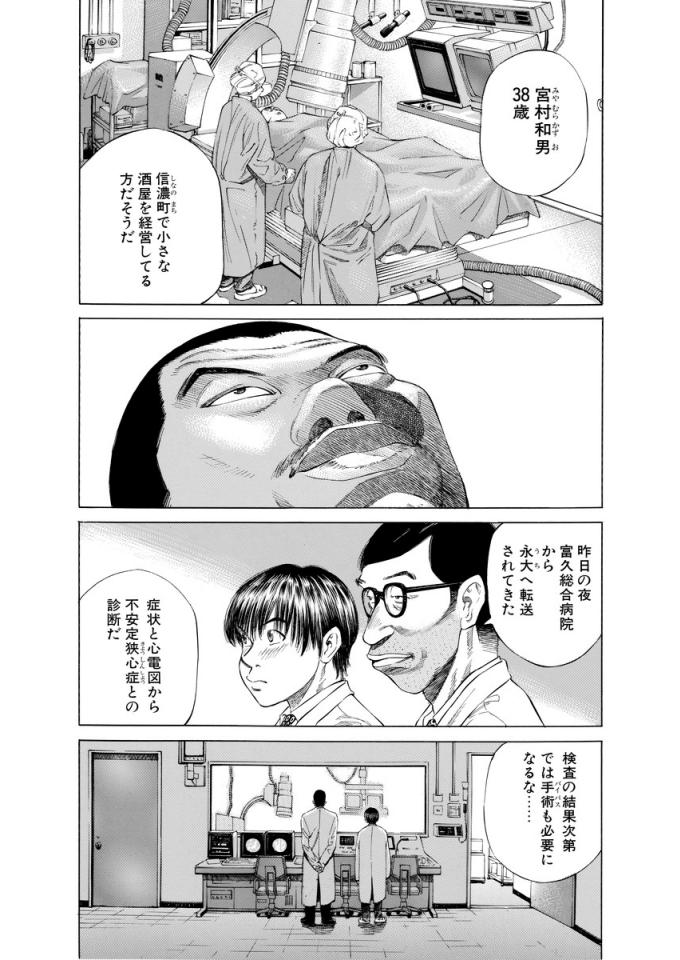 宮村和男
38歳
信濃町で小さな
酒屋を経営してる
方だそうだ
昨日の夜
富久総合病院
から
永大へ転送
されてきた
症状と心電図から
不安定狭心症との
診断だ
検査の結果次第
では手術も必要に
なるな……